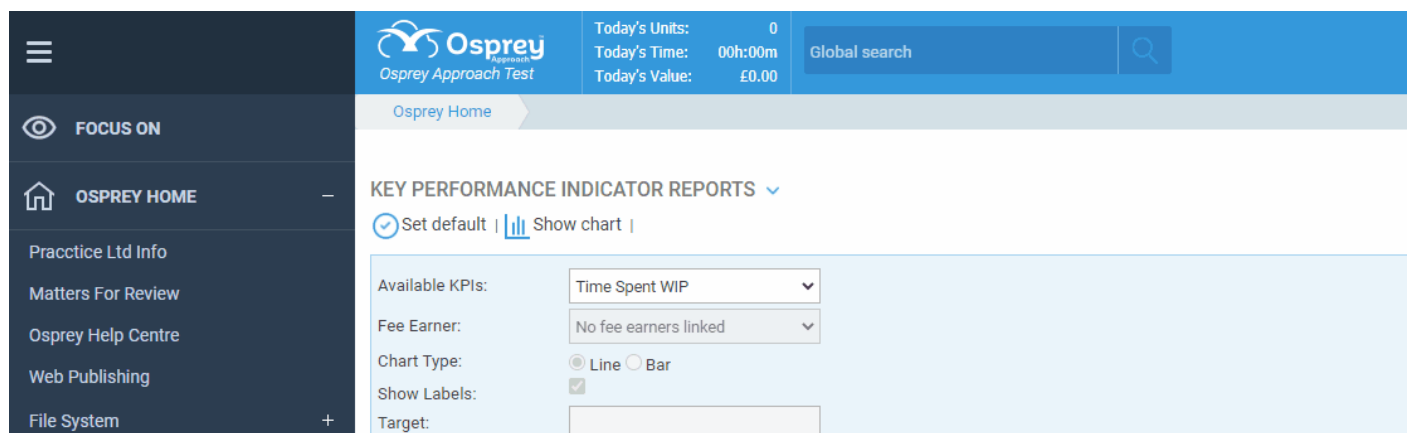 Osprey
Approach
Osprey Approach Test
Today's Units: 0
Today's Time: 00h:00m
Today's Value: £0.00
Global search
FOCUS ON
Osprey Home
OSPREY HOME –
KEY PERFORMANCE INDICATOR REPORTS
Set default | Show chart |
Pracctice Ltd Info
Matters For Review
Osprey Help Centre
Web Publishing
File System +
Available KPIs: Time Spent WIP
Fee Earner: No fee earners linked
Chart Type: Line Bar
Show Labels:
Target: